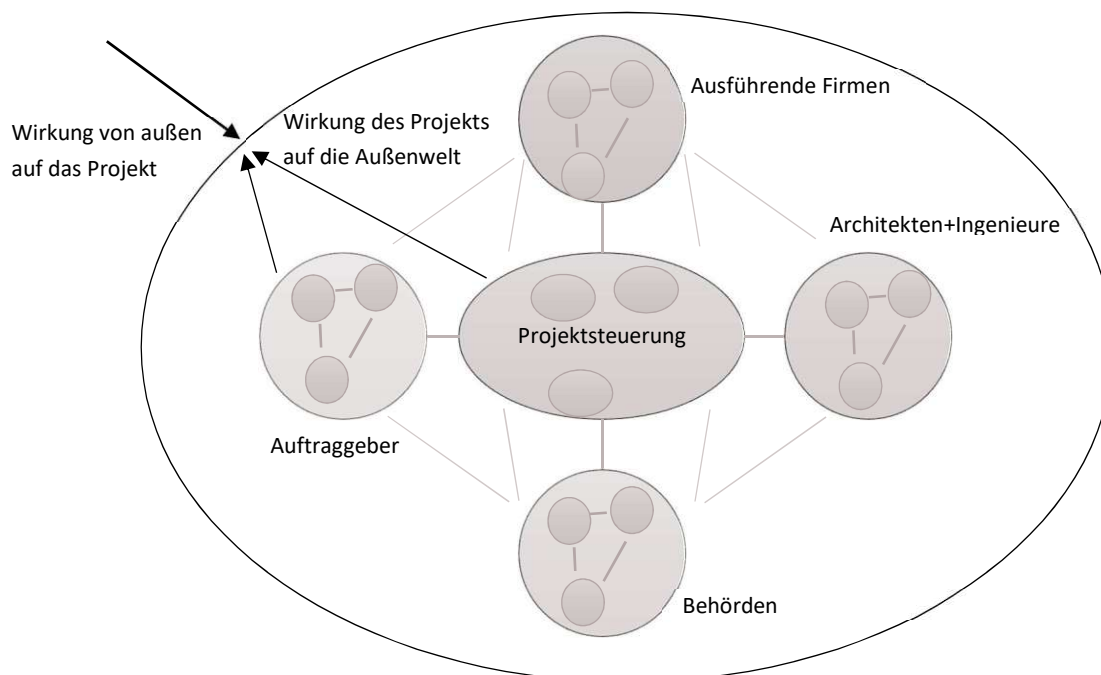 Ausführende Firmen
Wirkung von außen
auf das Projekt
Wirkung des Projekts
auf die Außenwelt
Architekten+Ingenieure
Projektsteuerung
Auftraggeber
Behörden